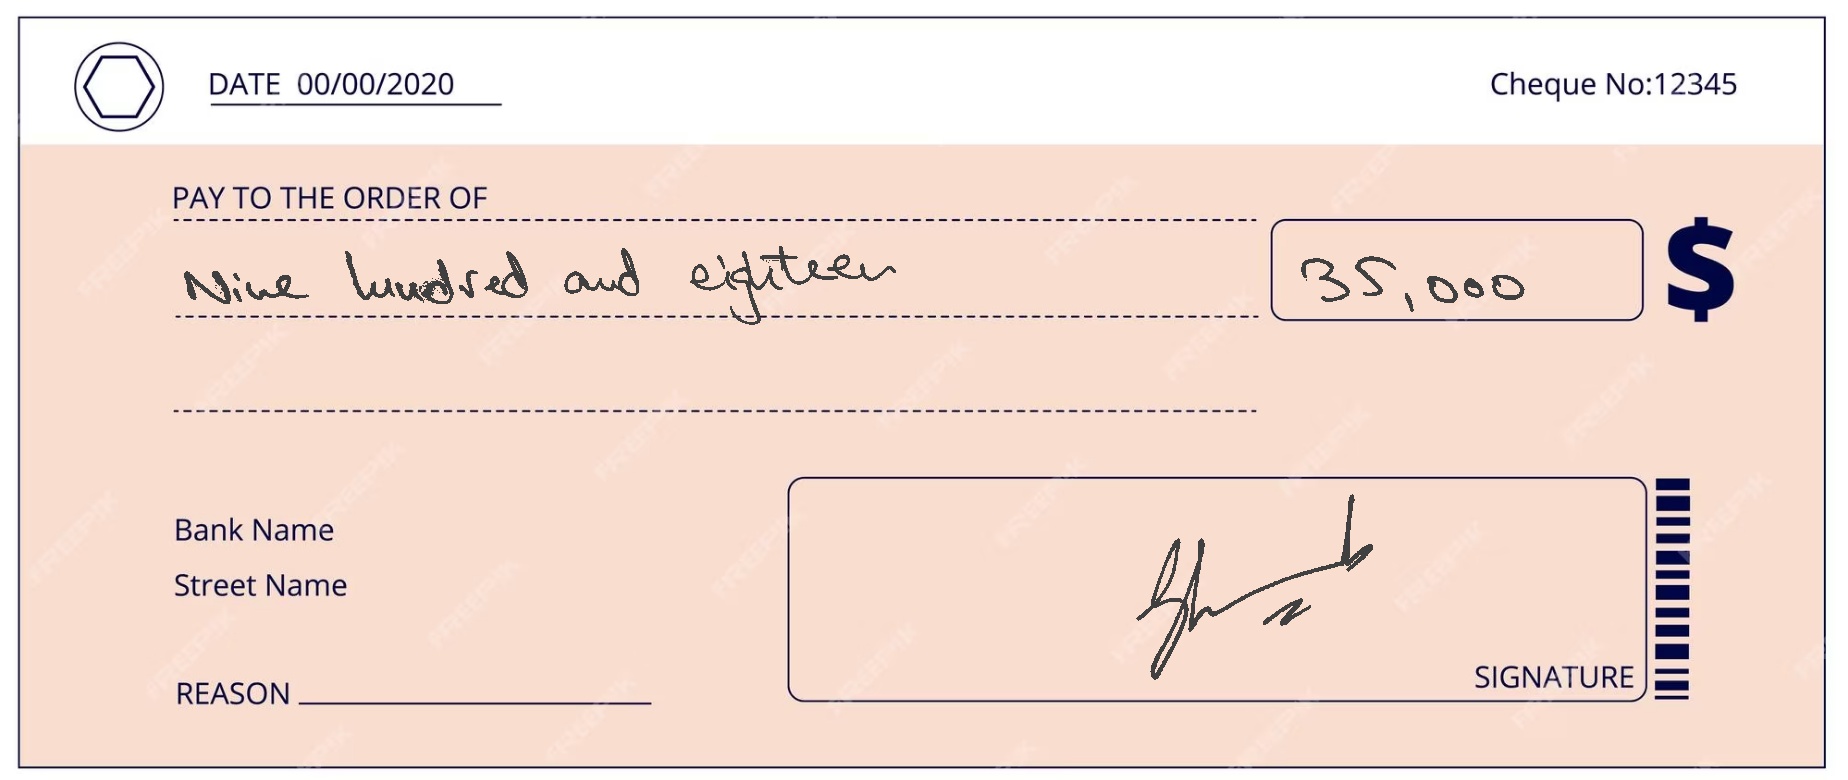 DATE 00/00/2020
Cheque No:12345
PAY TO THE ORDER OF
Nine hundred and eighteen
35,000
$
Bank Name
Street Name
REASON
SIGNATURE